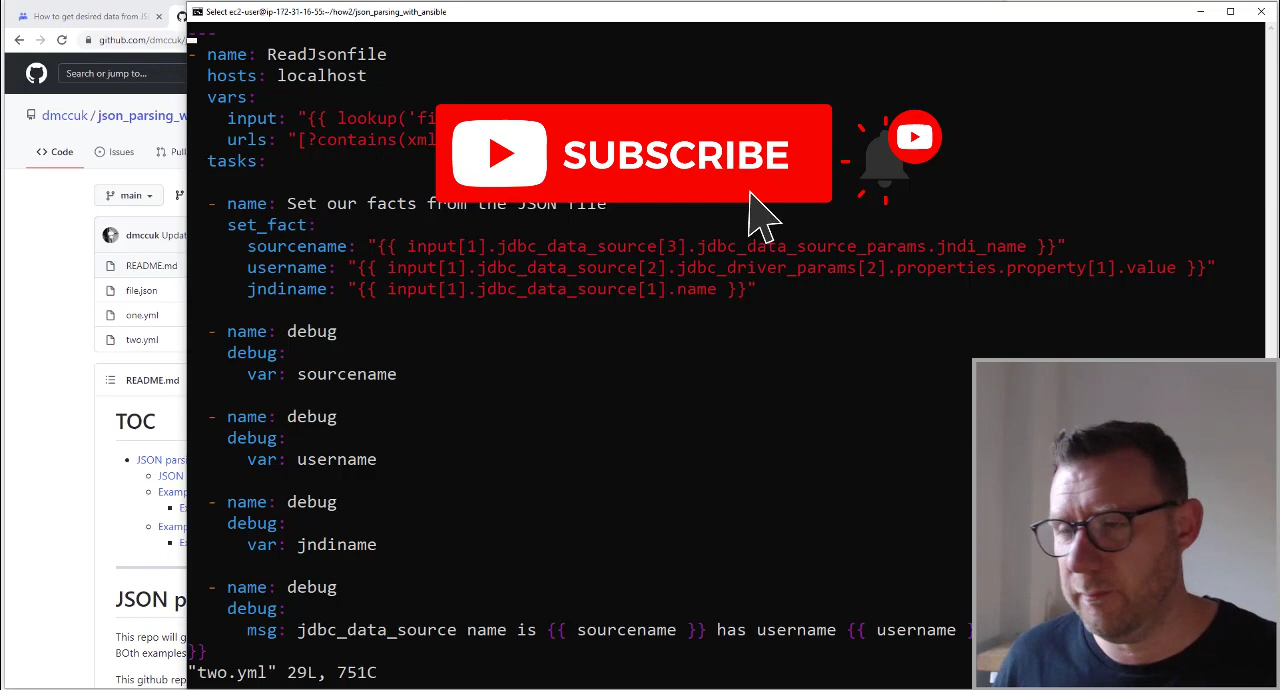 How to get desired data from JS
Select ec2-user@ip-172-31-16-55:~/how2/json_parsing_with_ansible
github.com/dmccuk
Search or jump to...
dmccuk / json_parsing_w
Code Issues Pull
main
dmccuk Updat
README.md
file.json
one.yml
two.yml
README.md
TOC
JSON pars
JSON
Examp
E
Examp
E
JSON p
This repo will g
BOth examples
This github rep
---
- name: ReadJsonfile
hosts: localhost
vars:
input: "{{ lookup('fi
urls: "[?contains(xml
tasks:
- name: Set our facts from the JSON file
set_fact:
sourcename: "{{ input[1].jdbc_data_source[3].jdbc_data_source_params.jndi_name }}"
username: "{{ input[1].jdbc_data_source[2].jdbc_driver_params[2].properties.property[1].value }}"
jndiname: "{{ input[1].jdbc_data_source[1].name }}"
- name: debug
debug:
var: sourcename
- name: debug
debug:
var: username
- name: debug
debug:
var: jndiname
- name: debug
debug:
msg: jdbc_data_source name is {{ sourcename }} has username {{ username }
}}
"two.yml" 29L, 751C
SUBSCRIBE